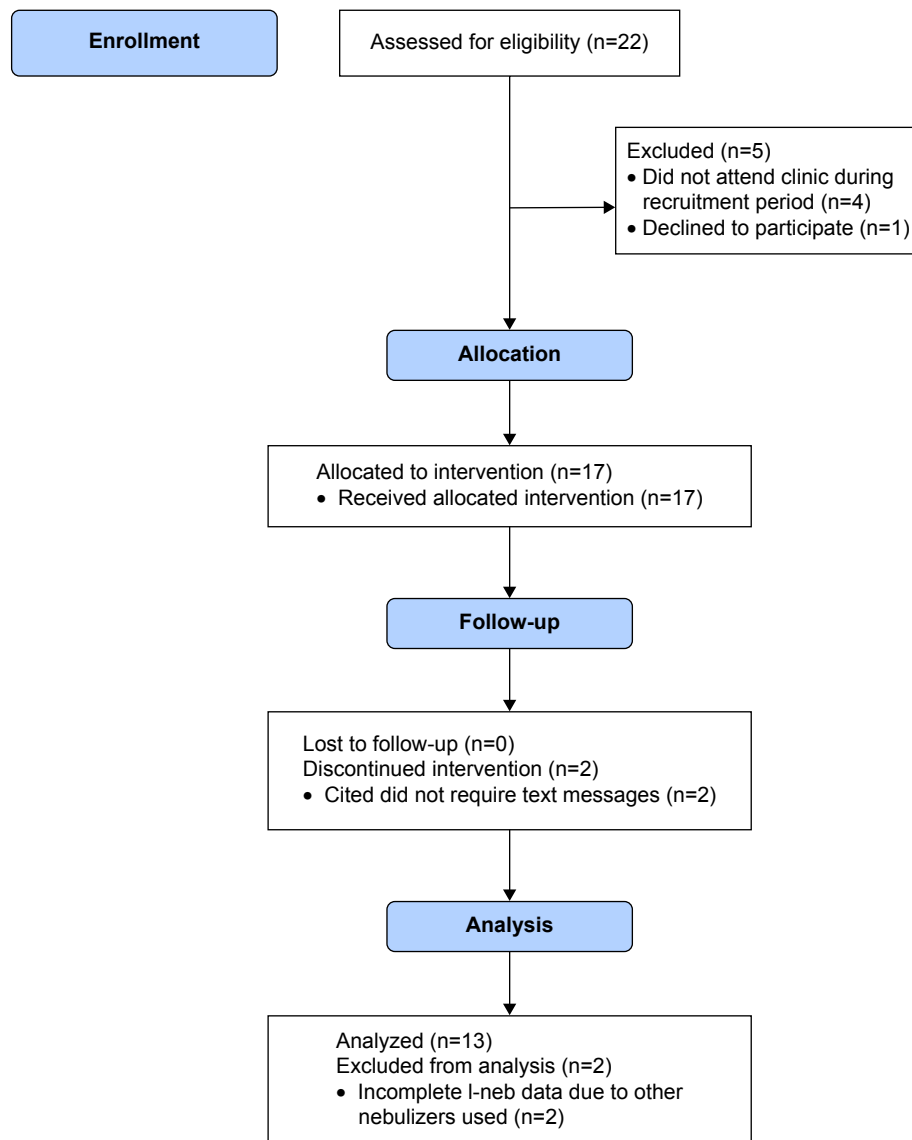 Enrollment
Assessed for eligibility (n=22)
Excluded (n=5)
• Did not attend clinic during
recruitment period (n=4)
• Declined to participate (n=1)
Allocation
Allocated to intervention (n=17)
• Received allocated intervention (n=17)
Follow-up
Lost to follow-up (n=0)
Discontinued intervention (n=2)
• Cited did not require text messages (n=2)
Analysis
Analyzed (n=13)
Excluded from analysis (n=2)
• Incomplete I-neb data due to other
nebulizers used (n=2)